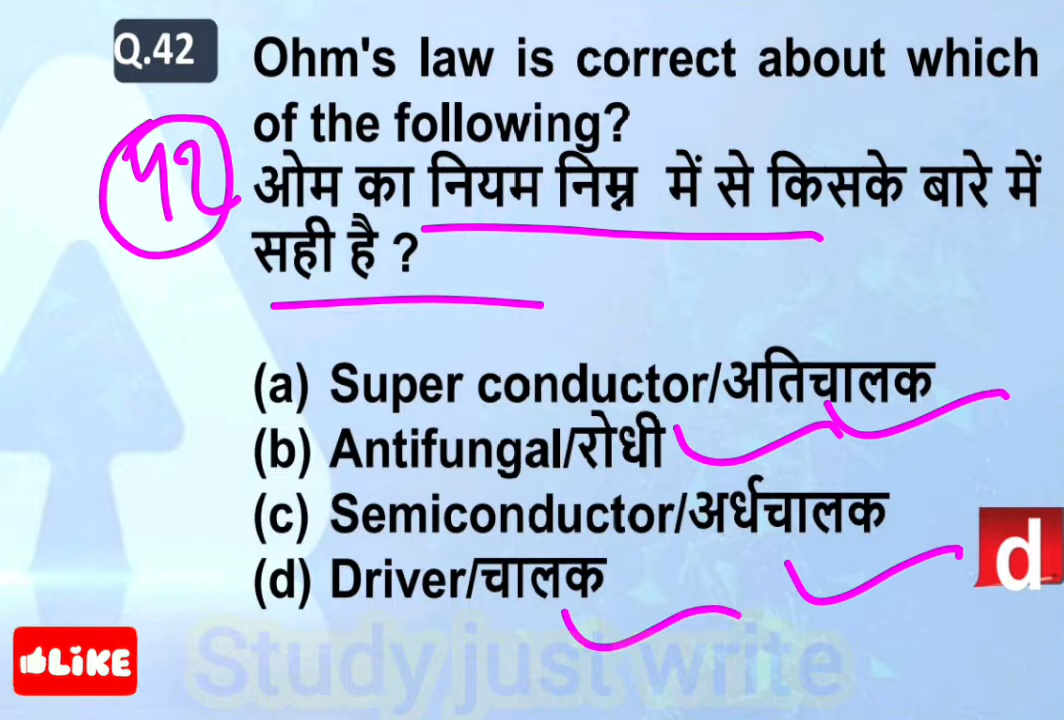 Q.42
Ohm's law is correct about which
of the following?
42
ओम का नियम निम्न में से किसके बारे में
सही है ?
(a) Super conductor/अतिचालक
(b) Antifungal/रोधी
(c) Semiconductor/अर्धचालक
(d) Driver/चालक
d
LiKE
Study just write